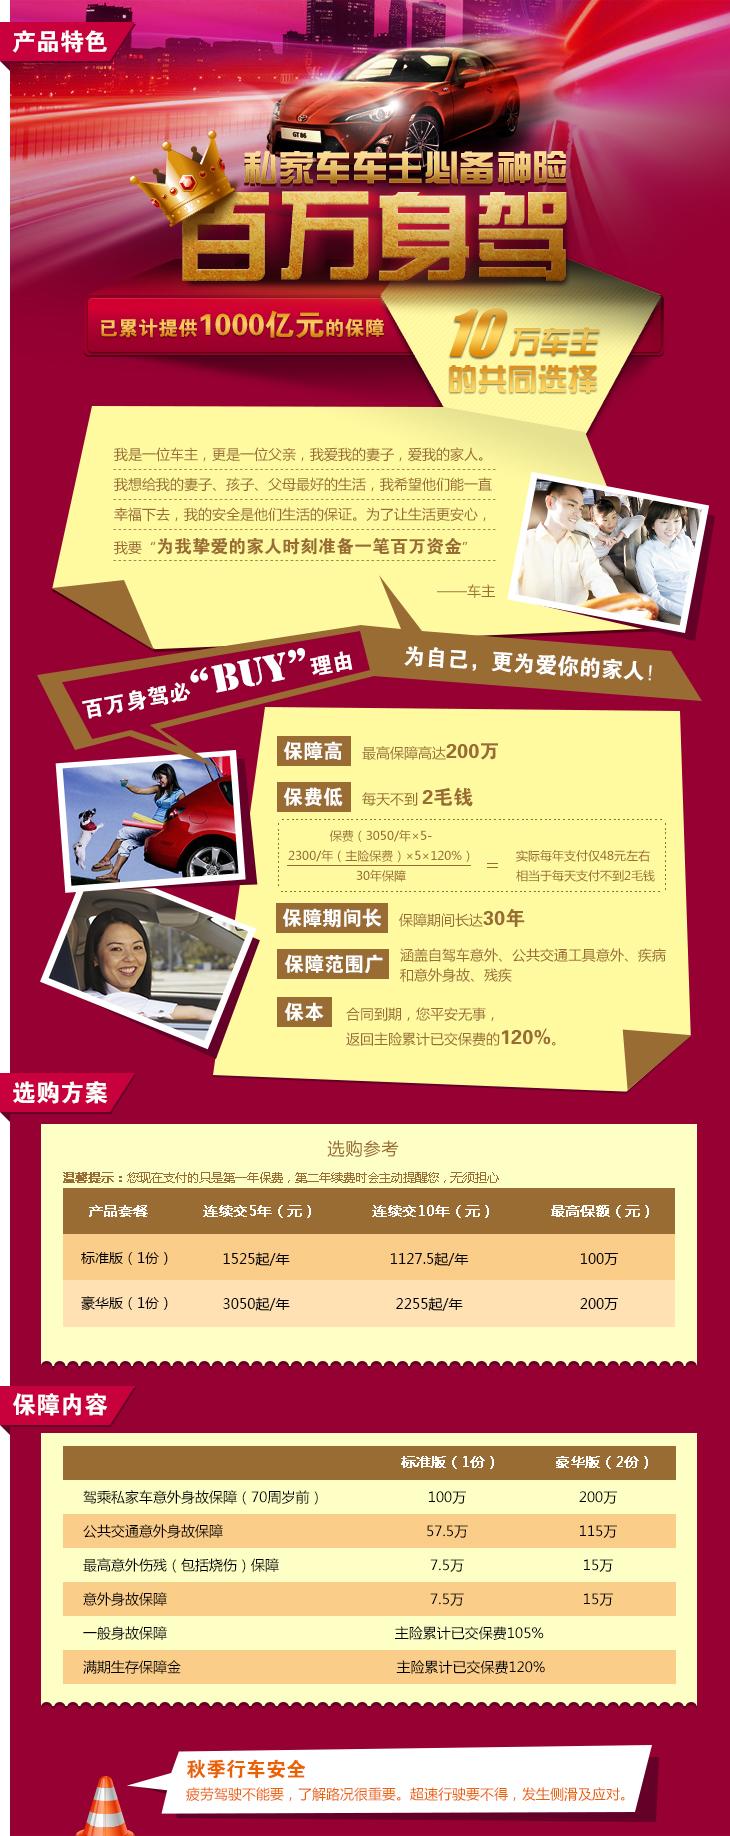 产品特色
GT 86
私家车车主必备神险
百万身驾
已累计提供1000亿元的保障
10万车主
的共同选择
我是一位车主，更是一位父亲，我爱我的妻子，爱我的家人。
我想给我的妻子、孩子、父母最好的生活，我希望他们能一直
幸福下去，我的安全是他们生活的保证。为了让生活更安心，
我要“为我挚爱的家人时刻准备一笔百万资金”
——车主
百万身驾必“BUY”理由
为自己，更为爱你的家人！
保障高 最高保障高达200万
保费低 每天不到 2毛钱
保费（3050/年×5-
2300/年（主险保费）×5×120%）
30年保障
=
实际每年支付仅48元左右
相当于每天支付不到2毛钱
保障期间长 保障期间长达30年
保障范围广 涵盖自驾车意外、公共交通工具意外、疾病
和意外身故、残疾
保本 合同到期，您平安无事，
返回主险累计已交保费的120%。
选购方案
选购参考
温馨提示：您现在支付的只是第一年保费，第二年续费时会主动提醒您，无须担心
产品套餐 连续交5年（元） 连续交10年（元） 最高保额（元）
标准版（1份） 1525起/年 1127.5起/年 100万
豪华版（1份） 3050起/年 2255起/年 200万
保障内容
标准版（1份） 豪华版（2份）
驾乘私家车意外身故保障（70周岁前） 100万 200万
公共交通意外身故保障 57.5万 115万
最高意外伤残（包括烧伤）保障 7.5万 15万
意外身故保障 7.5万 15万
一般身故保障 主险累计已交保费105%
满期生存保障金 主险累计已交保费120%
秋季行车安全
疲劳驾驶不能要，了解路况很重要。超速行驶要不得，发生侧滑及应对。